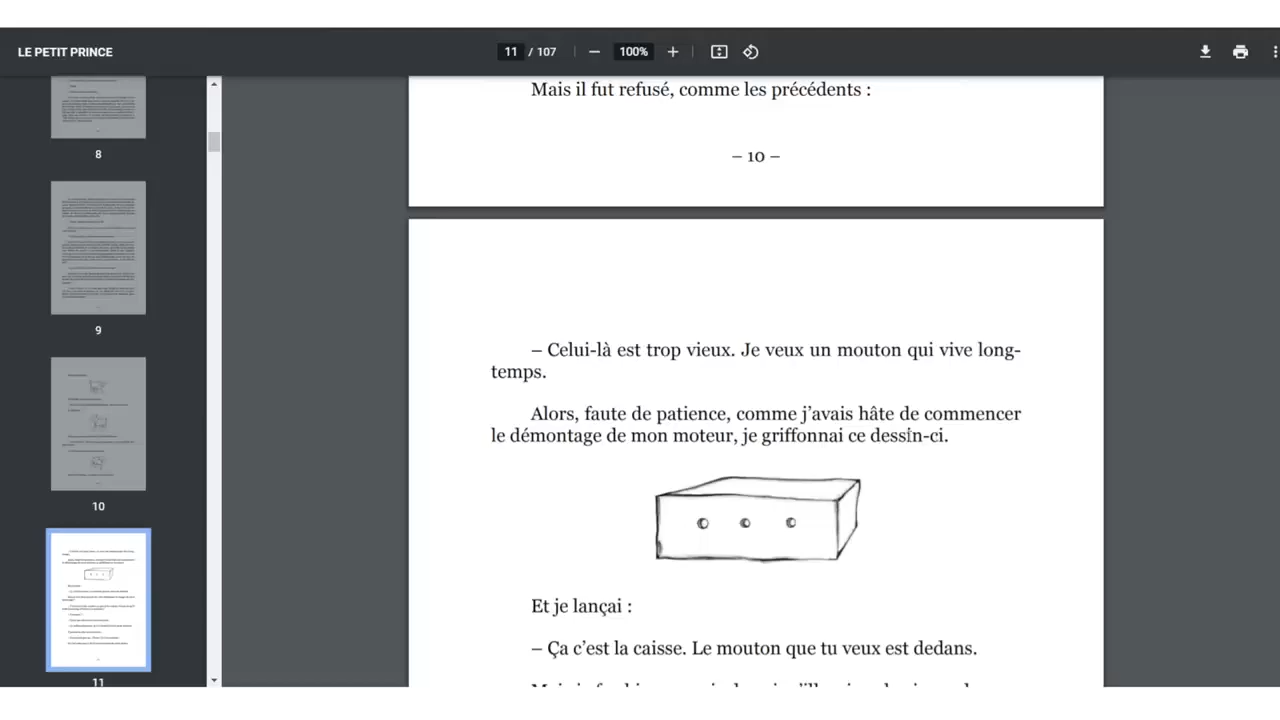 LE PETIT PRINCE
11 / 107
100%
8
9
10
11
Mais il fut refusé, comme les précédents :
– 10 –
– Celui-là est trop vieux. Je veux un mouton qui vive long-
temps.
Alors, faute de patience, comme j’avais hâte de commencer
le démontage de mon moteur, je griffonnai ce dessin-ci.
Et je lançai :
– Ça c’est la caisse. Le mouton que tu veux est dedans.